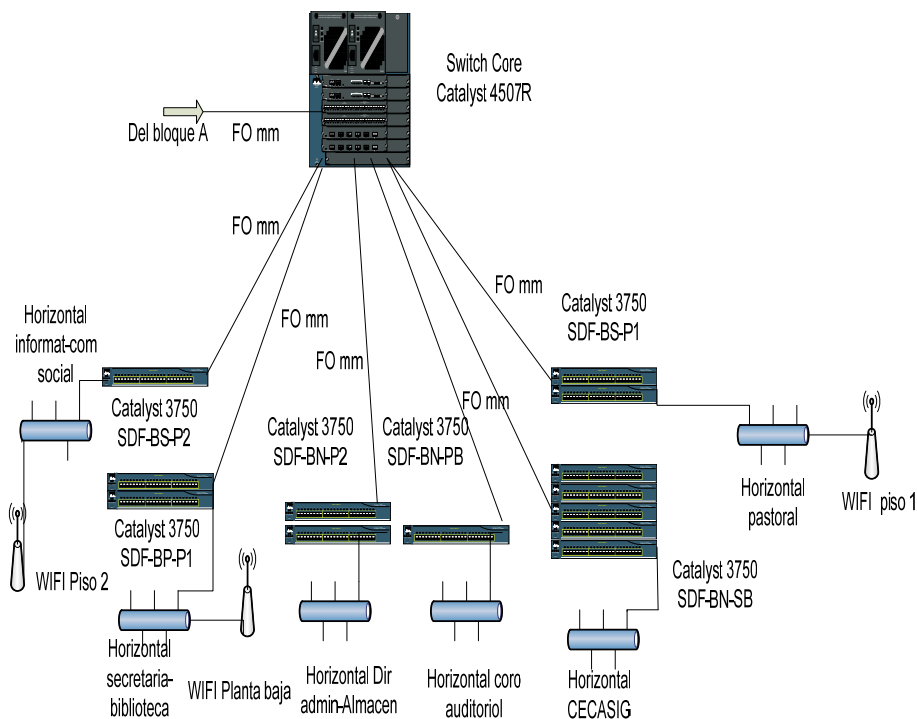 Switch Core
Catalyst 4507R
Del bloque A
FO mm
FO mm
FO mm
FO mm
FO mm
FO mm
Catalyst 3750
SDF-BS-P1
Horizontal
informat-com
social
Catalyst 3750
SDF-BS-P2
Catalyst 3750
SDF-BN-P2
Catalyst 3750
SDF-BN-PB
Horizontal
pastoral
WIFI piso 1
Catalyst 3750
SDF-BP-P1
WIFI Piso 2
Catalyst 3750
SDF-BN-SB
Horizontal
secretaria-
biblioteca
WIFI Planta baja
Horizontal Dir
admin-Almacen
Horizontal coro
auditoriol
Horizontal
CECASIG